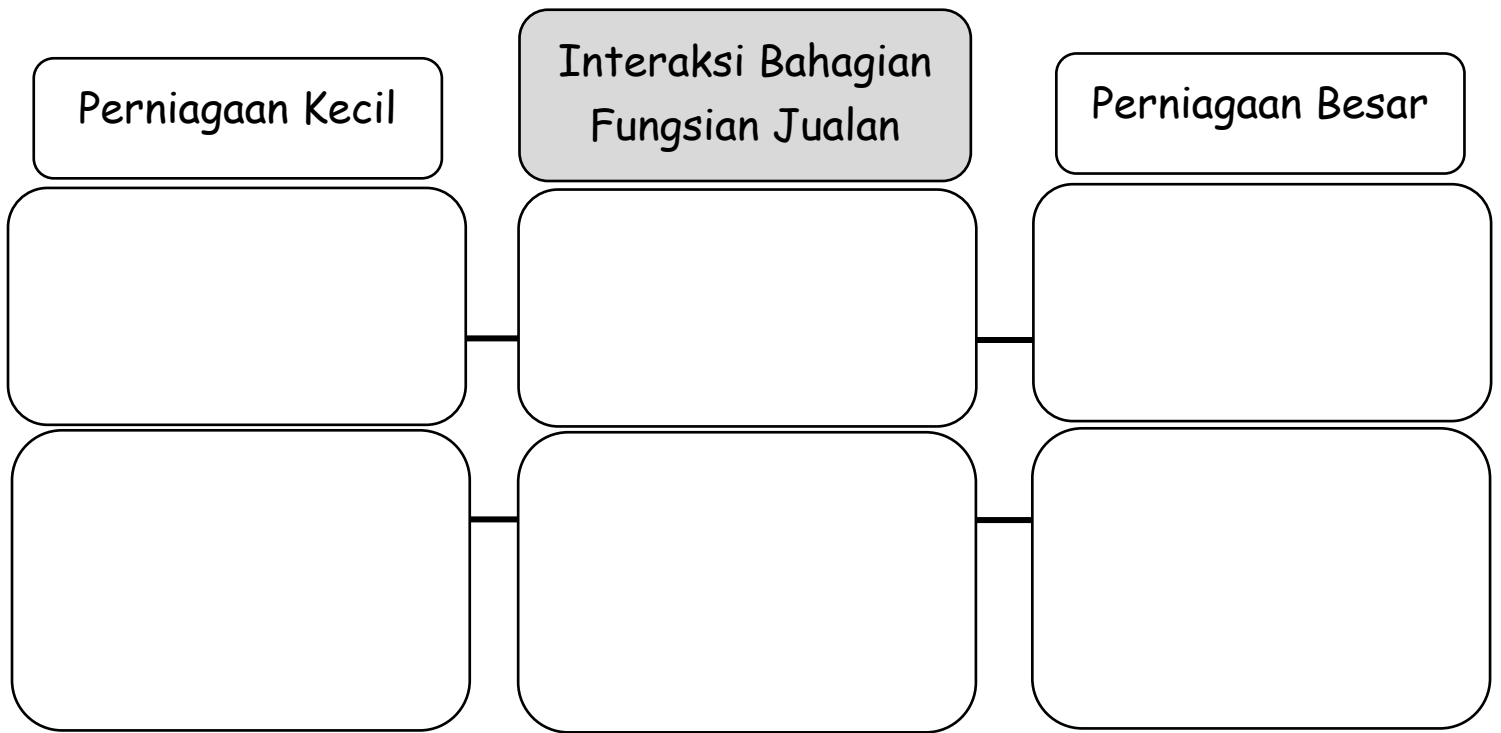 Perniagaan Kecil
Interaksi Bahagian
Fungsian Jualan
Perniagaan Besar